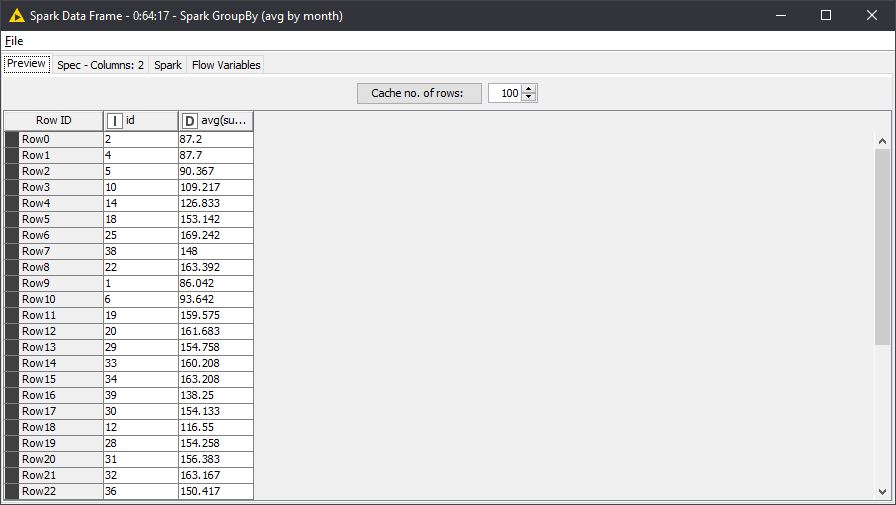 Spark Data Frame - 0:64:17 - Spark GroupBy (avg by month)
File
Preview Spec - Columns: 2 Spark Flow Variables
Cache no. of rows: 100
Row ID I id D avg(su...
Row0 2 87.2
Row1 4 87.7
Row2 5 90.367
Row3 10 109.217
Row4 14 126.833
Row5 18 153.142
Row6 25 169.242
Row7 38 148
Row8 22 163.392
Row9 1 86.042
Row10 6 93.642
Row11 19 159.575
Row12 20 161.683
Row13 29 154.758
Row14 33 160.208
Row15 34 163.208
Row16 39 138.25
Row17 30 154.133
Row18 12 116.55
Row19 28 154.258
Row20 31 156.383
Row21 32 163.167
Row22 36 150.417